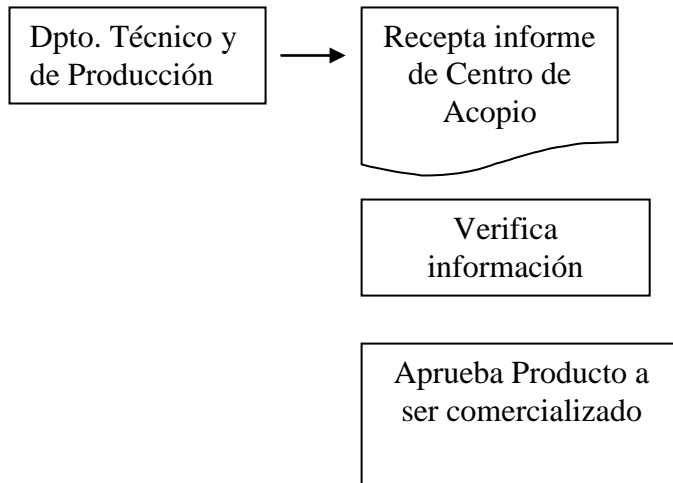 Dpto. Técnico y
de Producción
Recepta informe
de Centro de
Acopio
Verifica
información
Aprueba Producto a
ser comercializado